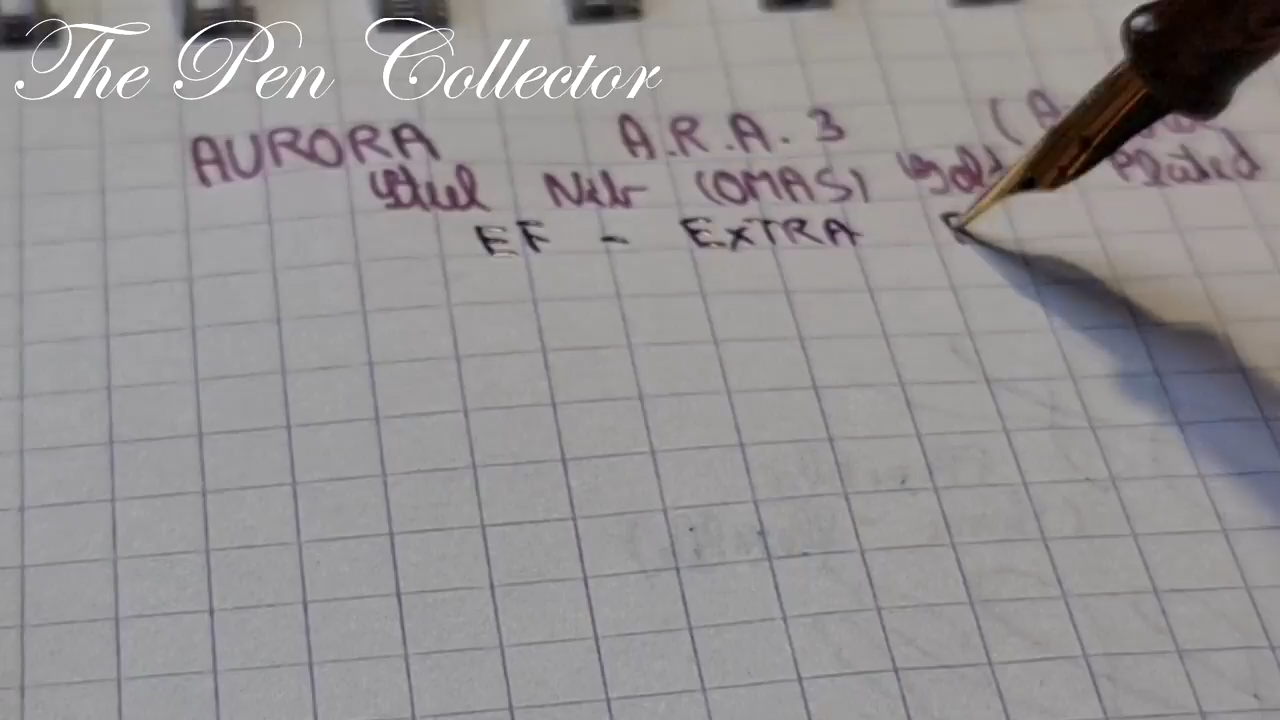 The Pen Collector
AURORA A.R.A. 3 (A
Steel Nib (OMAS) Gold Plated
EF - EXTRA F